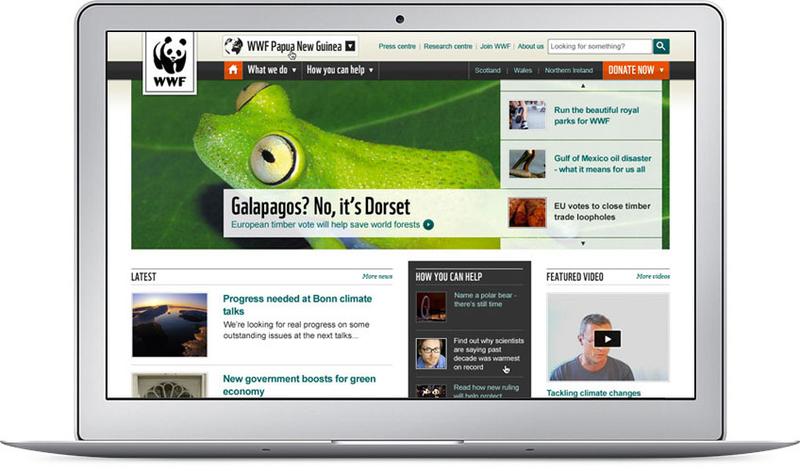 WWF
WWF Papua New Guinea
Press centre | Research centre | Join WWF | About us
Looking for something?
What we do
How you can help
Scotland | Wales | Northern Ireland
DONATE NOW
Galapagos? No, it's Dorset
European timber vote will help save world forests
Run the beautiful royal
parks for WWF
Gulf of Mexico oil disaster
- what it means for us all
EU votes to close timber
trade loopholes
LATEST
More news
Progress needed at Bonn climate
talks
We're looking for real progress on some
outstanding issues at the next talks...
New government boosts for green
economy
HOW YOU CAN HELP
Name a polar bear -
there's still time
Find out why scientists
are saying past
decade was warmest
on record
Read how new ruling
will help protect
FEATURED VIDEO
More videos
Tackling climate changes